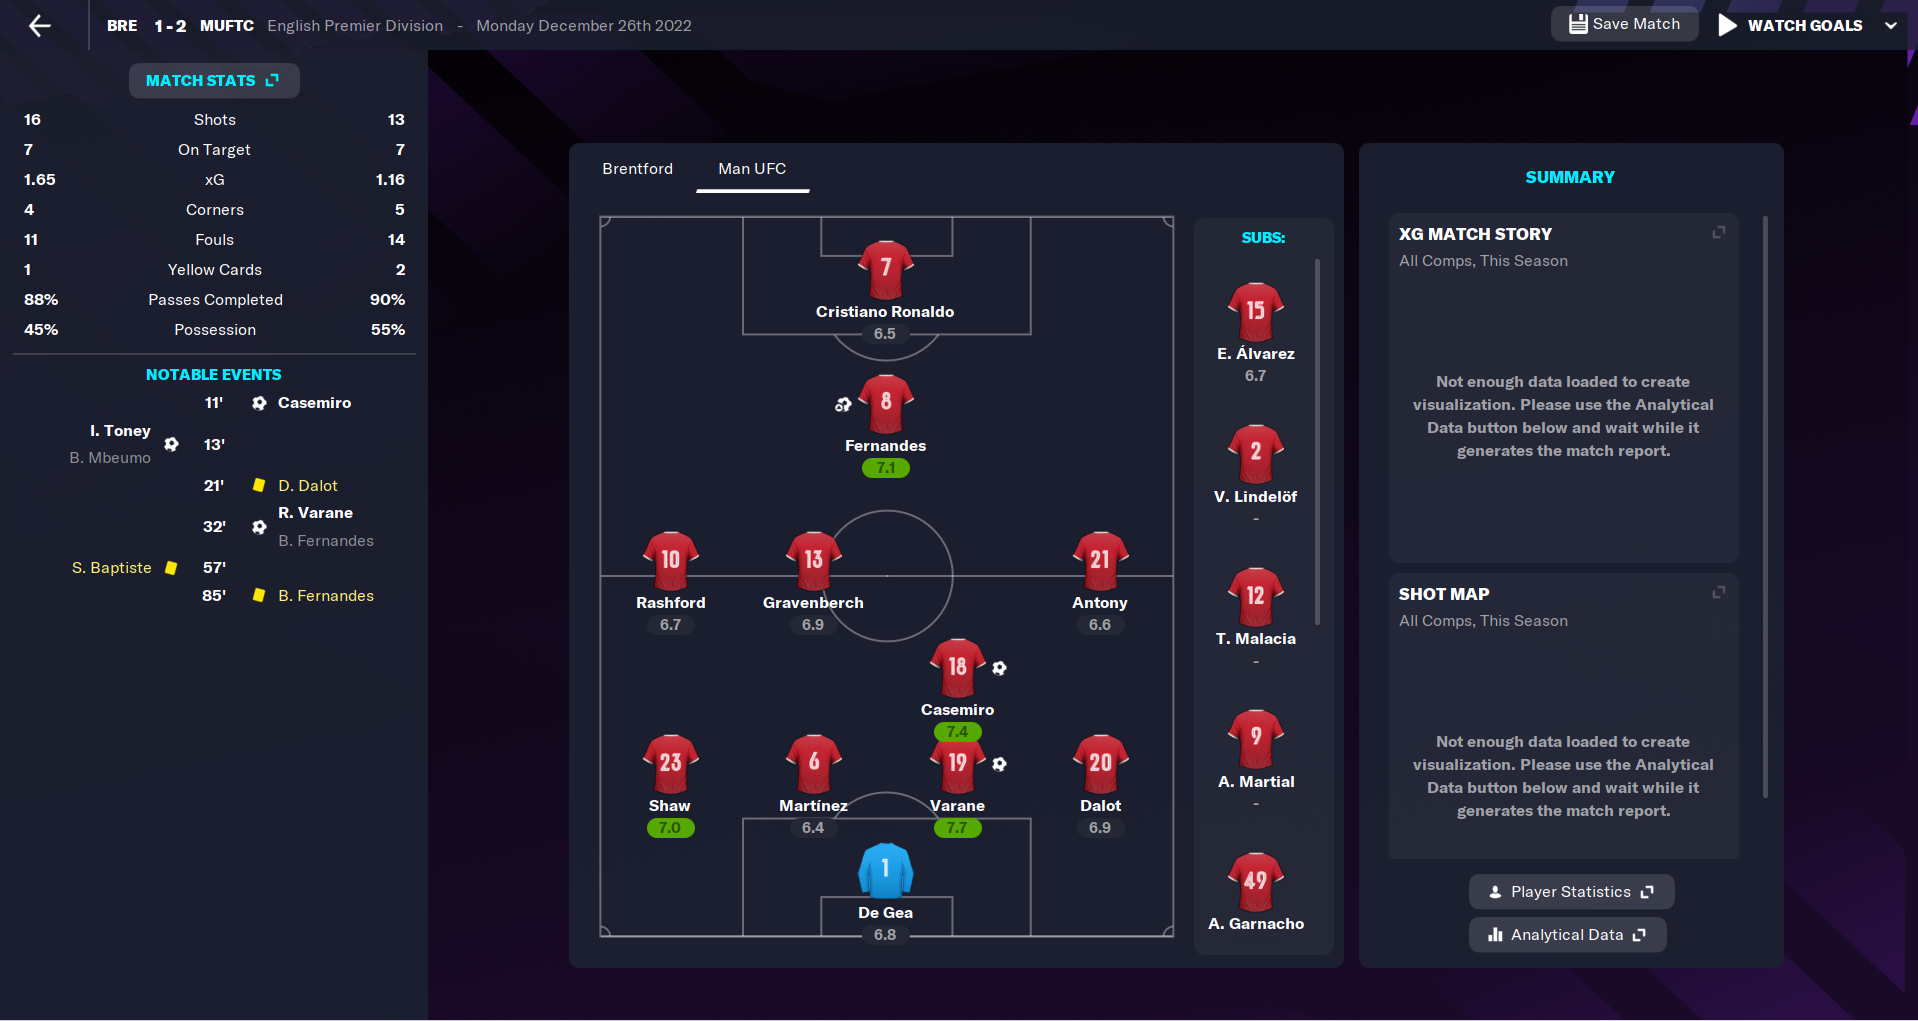 BRE 1 - 2 MUFTC English Premier Division - Monday December 26th 2022
Save Match
WATCH GOALS
MATCH STATS
16 Shots 13
7 On Target 7
1.65 xG 1.16
4 Corners 5
11 Fouls 14
1 Yellow Cards 2
88% Passes Completed 90%
45% Possession 55%
NOTABLE EVENTS
11' Casemiro
I. Toney
B. Mbeumo
13'
21' D. Dalot
32'
R. Varane
B. Fernandes
S. Baptiste 57'
85' B. Fernandes
Brentford
Man UFC
7
Cristiano Ronaldo
6.5
8
Fernandes
7.1
10
Rashford
6.7
13
Gravenberch
6.9
21
Antony
6.6
18
Casemiro
7.4
23
Shaw
7.0
6
Martínez
6.4
19
Varane
7.7
20
Dalot
6.9
1
De Gea
6.8
SUBS:
15
E. Álvarez
6.7
2
V. Lindelöf
-
12
T. Malacia
-
9
A. Martial
-
49
A. Garnacho
SUMMARY
XG MATCH STORY
All Comps, This Season
Not enough data loaded to create
visualization. Please use the Analytical
Data button below and wait while it
generates the match report.
SHOT MAP
All Comps, This Season
Not enough data loaded to create
visualization. Please use the Analytical
Data button below and wait while it
generates the match report.
Player Statistics
Analytical Data